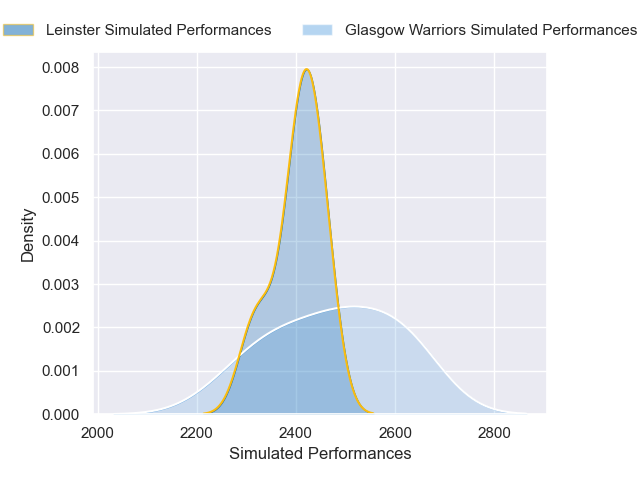 Leinster Simulated Performances
Glasgow Warriors Simulated Performances
0.008
0.007
0.006
0.005
0.004
0.003
0.002
0.001
0.000
Density
2000 2200 2400 2600 2800
Simulated Performances